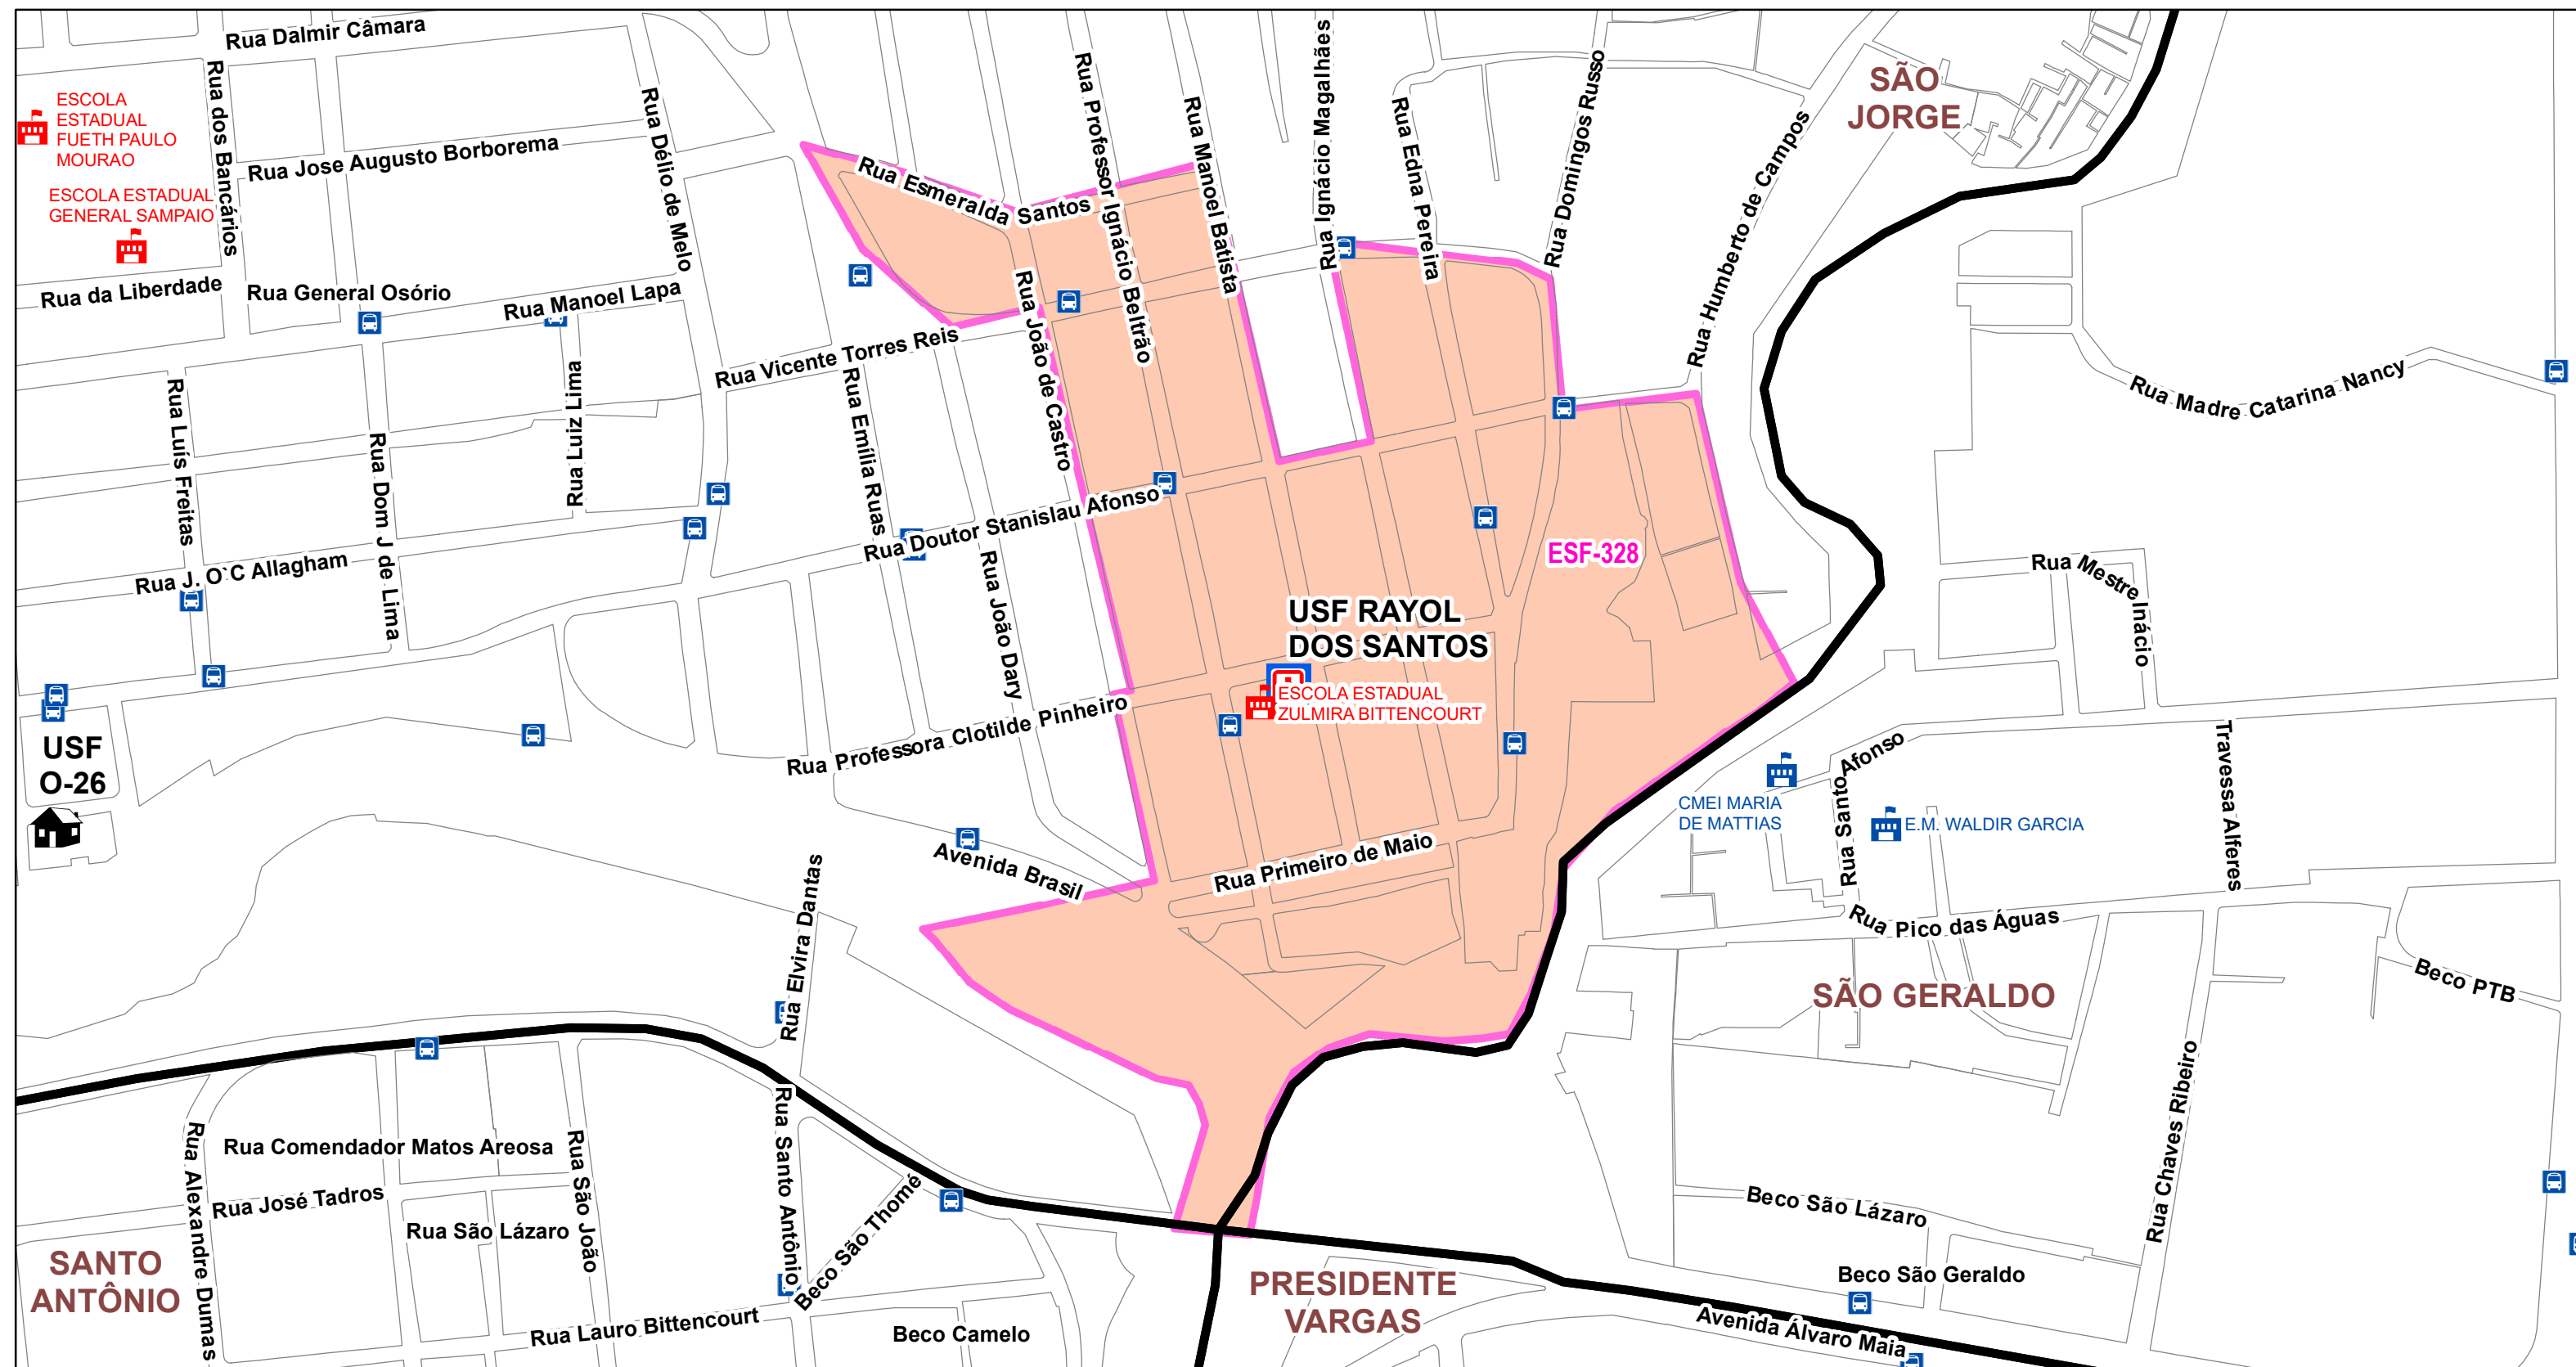 Rua Dalmir Câmara
Rua dos Bancários
ESCOLA
ESTADUAL
FUETH PAULO
MOURAO
Rua Jose Augusto Borborema
ESCOLA ESTADUAL
GENERAL SAMPAIO
Rua da Liberdade
Rua General Osório
Rua Manoel Lapa
Rua Délio de Melo
Rua Esmeralda Santos
Rua Professor Ignácio Beltrão
Rua Manoel Batista
Rua Ignácio Magalhães
Rua Edna Pereira
Rua Domingos Russo
Rua Humberto de Campos
SÃO
JORGE
Rua Vicente Torres Reis
Rua João de Castro
Rua Madre Catarina Nancy
Rua Luís Freitas
Rua Dom J de Lima
Rua Luiz Lima
Rua Emília Ruas
Rua Doutor Stanislau Afonso
Rua J. O'C Allagham
Rua João Dary
ESF-328
USF RAYOL
DOS SANTOS
ESCOLA ESTADUAL
ZULMIRA BITTENCOURT
Rua Mestre Inácio
Rua Professora Clotilde Pinheiro
USF
O-26
Avenida Brasil
Rua Primeiro de Maio
CMEI MARIA
DE MATTIAS
Rua Santo Afonso
E.M. WALDIR GARCIA
Travessa Alferes
Rua Pico das Águas
SÃO GERALDO
Beco PTB
Rua Elvira Dantas
Rua Comendador Matos Areosa
Rua José Tadros
Rua São Lázaro
Rua Alexandre Dumas
Rua São João
Rua Santo Antônio
Beco São Thomé
SANTO
ANTÔNIO
Rua Lauro Bittencourt
Beco Camelo
PRESIDENTE
VARGAS
Beco São Lázaro
Rua Chaves Ribeiro
Beco São Geraldo
Avenida Álvaro Maia